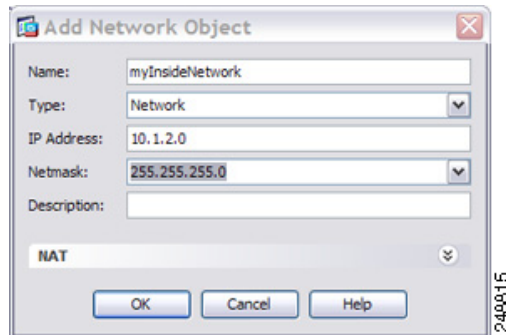 Add Network Object
Name: myInsideNetwork
Type: Network
IP Address: 10.1.2.0
Netmask: 255.255.255.0
Description:
NAT
OK Cancel Help
248815